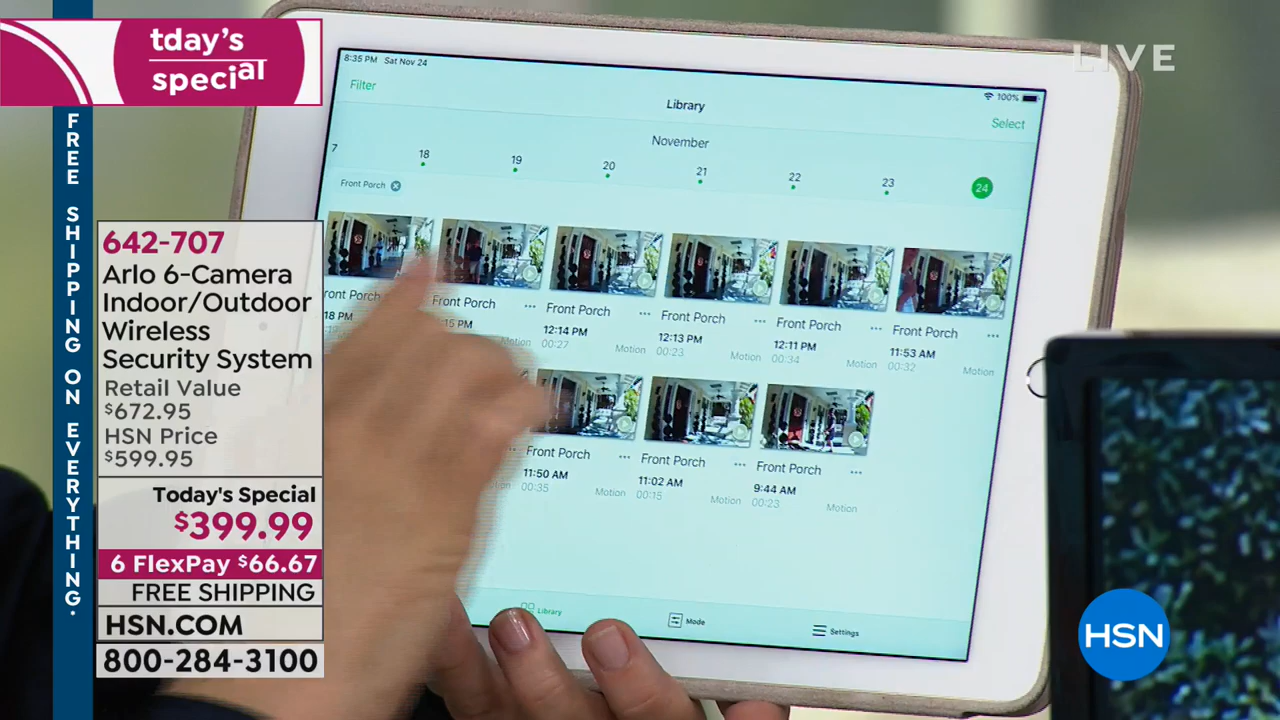 tday's
special
FREE SHIPPING ON EVERYTHING.
642-707
Arlo 6-Camera
Indoor/Outdoor
Wireless
Security System
Retail Value
$672.95
HSN Price
$599.95
Today's Special
$399.99
6 FlexPay $66.67
FREE SHIPPING
HSN.COM
800-284-3100
LIVE
8:35 PM Sat Nov 24
100%
Filter
Library
Select
November
7 18 19 20 21 22 23 24
Front Porch
Front Porch Front Porch Front Porch Front Porch Front Porch
12:14 PM 12:13 PM 12:11 PM 11:53 AM
Motion 00:27 Motion 00:23 Motion 00:34 Motion 00:32 Motion
Front Porch Front Porch Front Porch
11:50 AM 11:02 AM 9:44 AM
00:35 Motion 00:15 Motion 00:23 Motion
Library Mode Settings
HSN